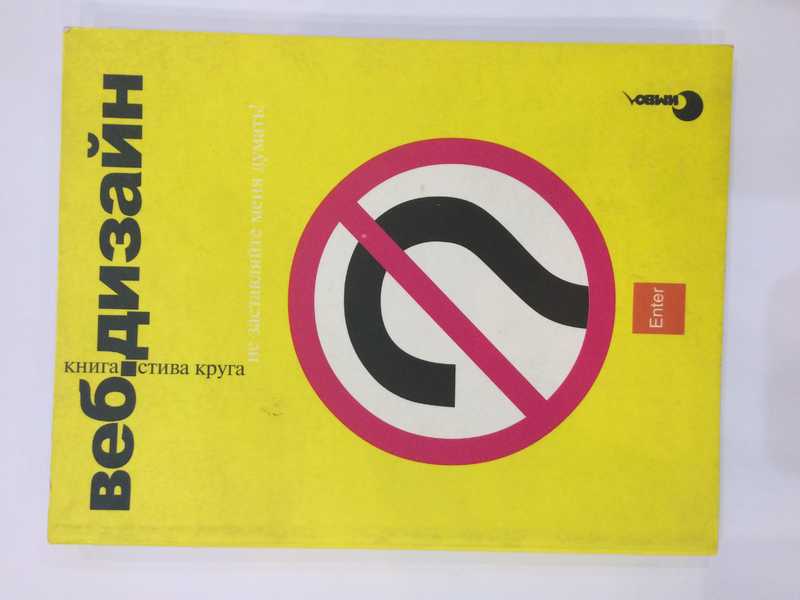 веб.дизайн
книга стива круга
не заставляйте меня думать!
Enter
символ